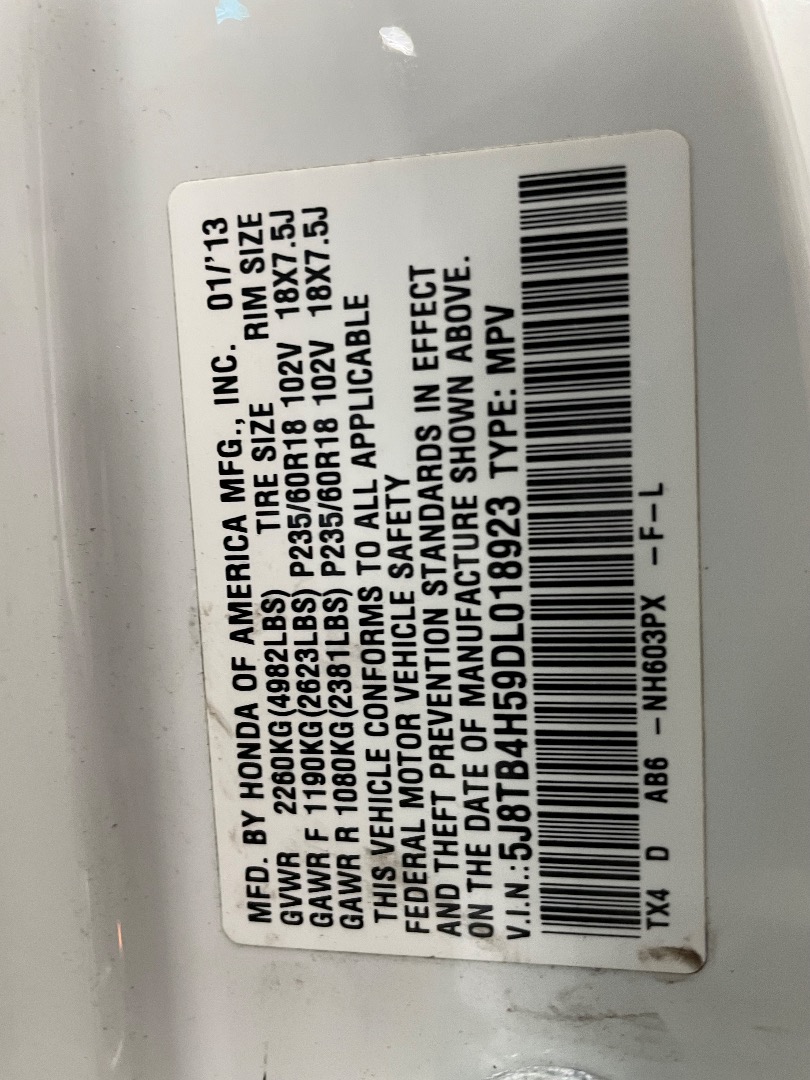 MFD. BY HONDA OF AMERICA MFG., INC. 01/'13
GVWR 2260KG(4982LBS) TIRE SIZE RIM SIZE
GAWR F 1190KG(2623LBS) P235/60R18 102V 18X7.5J
GAWR R 1080KG(2381LBS) P235/60R18 102V 18X7.5J
THIS VEHICLE CONFORMS TO ALL APPLICABLE
FEDERAL MOTOR VEHICLE SAFETY
AND THEFT PREVENTION STANDARDS IN EFFECT
ON THE DATE OF MANUFACTURE SHOWN ABOVE.
V.I.N.:5J8TB4H59DL018923 TYPE: MPV
TX4 D AB6 -NH603PX -F-L